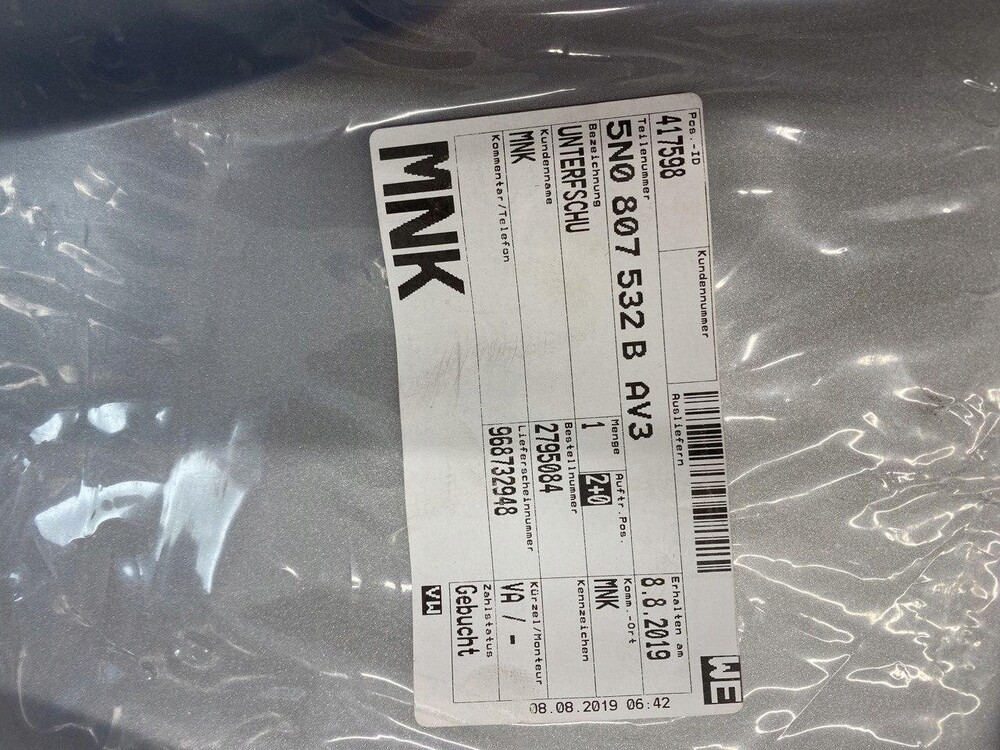 WE
Pos.-ID Kundennummer Ausliefern Erhalten am
417598 8.8.2019
Teilenummer Komm.-Ort
5N0 807 532 B AV3 MNK
Bezeichnung Menge Auftr.Pos. Kennzeichen
UNTERFSCHU 1 2+0
Kundenname Bestellnummer Kürzel/Monteur
MNK 2795084 VA / -
Kommentar/Telefon Lieferscheinnummer Zahlstatus
968732948 Gebucht
MNK
VW
08.08.2019 06:42